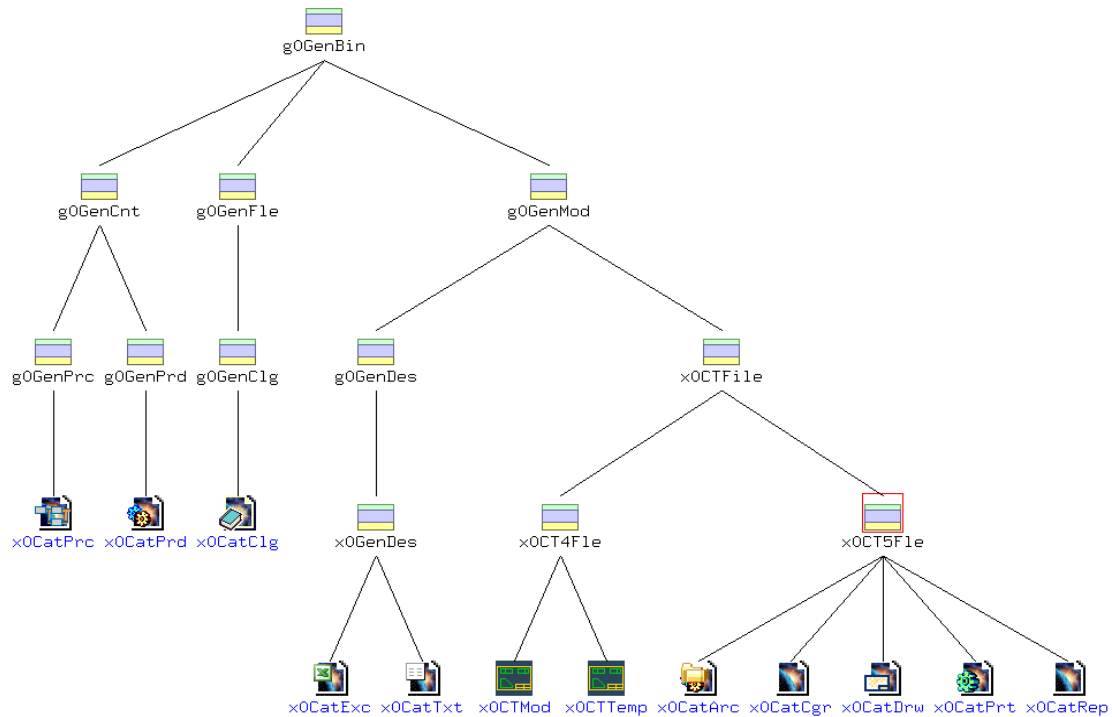 g0GenBin
g0GenCnt g0GenFle g0GenMod
g0GenPrc g0GenPrd g0GenClg g0GenDes x0CTFile
x0CatPrc x0CatPrd x0CatClg x0GenDes x0CT4Fle x0CT5Fle
x0CatExc x0CatTxt x0CTMod x0CTTemp x0CatArc x0CatCgr x0CatDrw x0CatPrt x0CatRep